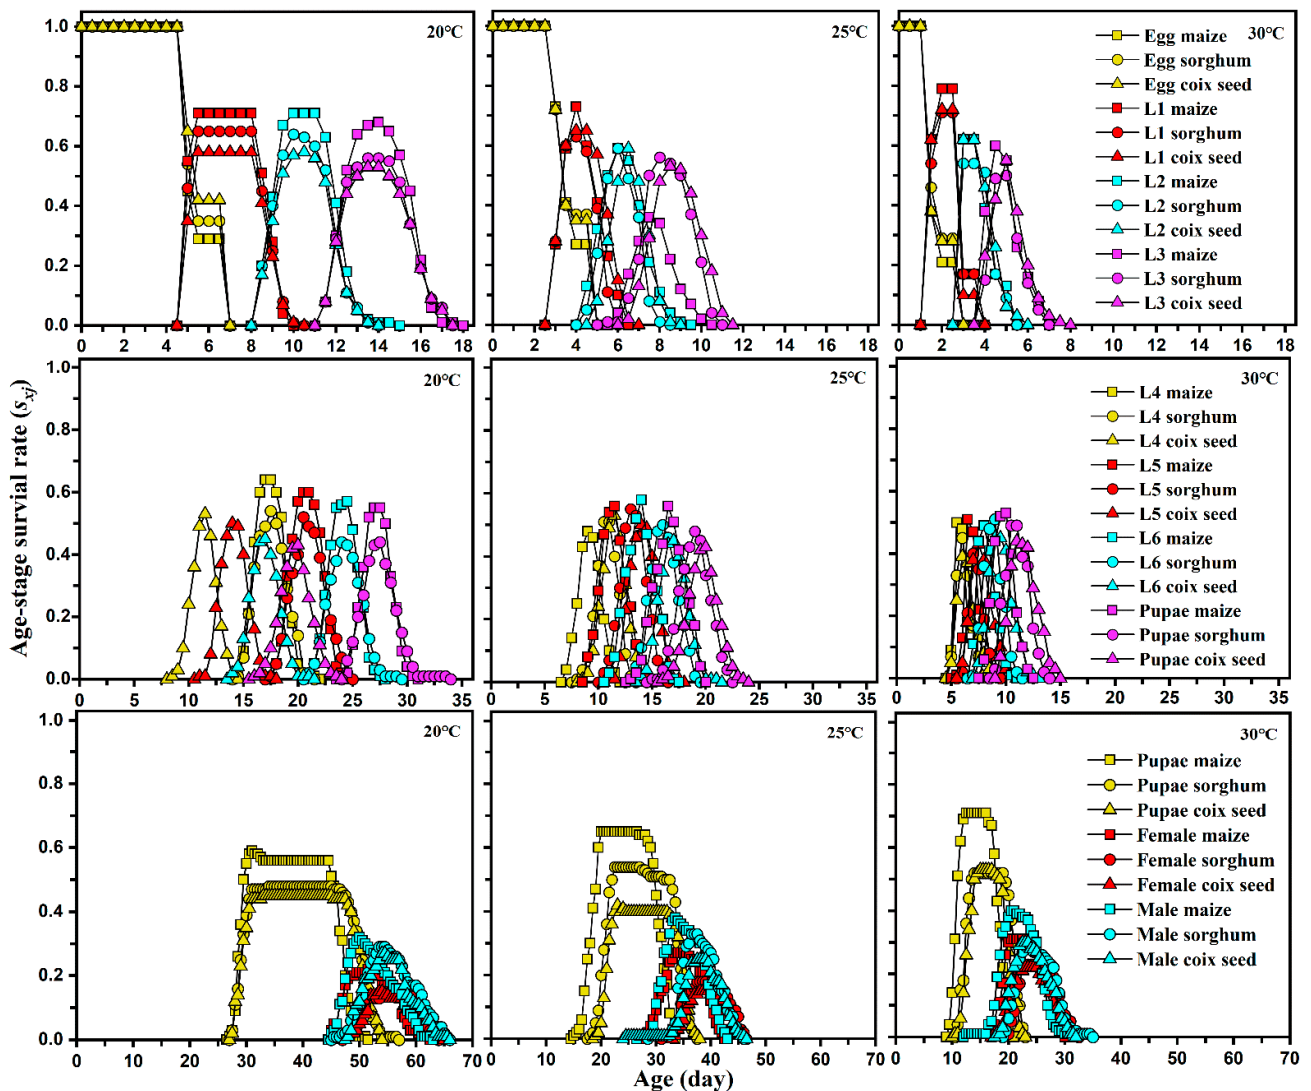 20°C
25°C
30°C
1.0
0.8
0.6
0.4
0.2
0.0
Egg maize
Egg sorghum
Egg coix seed
L1 maize
L1 sorghum
L1 coix seed
L2 maize
L2 sorghum
L2 coix seed
L3 maize
L3 sorghum
L3 coix seed
0 2 4 6 8 10 12 14 16 18
0 2 4 6 8 10 12 14 16 18
0 2 4 6 8 10 12 14 16 18
Age-stage survial rate (sxj)
20°C
25°C
30°C
1.0
0.8
0.6
0.4
0.2
0.0
L4 maize
L4 sorghum
L4 coix seed
L5 maize
L5 sorghum
L5 coix seed
L6 maize
L6 sorghum
L6 coix seed
Pupae maize
Pupae sorghum
Pupae coix seed
0 5 10 15 20 25 30 35
0 5 10 15 20 25 30 35
0 5 10 15 20 25 30 35
20°C
25°C
30°C
1.0
0.8
0.6
0.4
0.2
0.0
Pupae maize
Pupae sorghum
Pupae coix seed
Female maize
Female sorghum
Female coix seed
Male maize
Male sorghum
Male coix seed
0 10 20 30 40 50 60 70
0 10 20 30 40 50 60 70
0 10 20 30 40 50 60 70
Age (day)